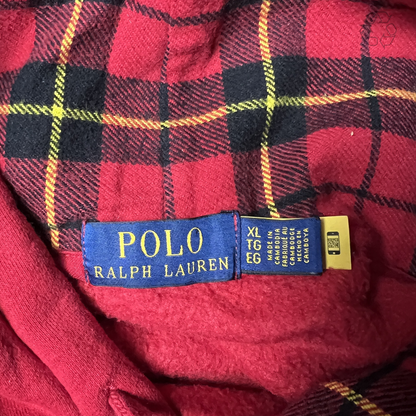 POLO
RALPH LAUREN
XL
TG
EG
MADE IN
CAMBODIA
FABRIQUÉ AU
CAMBODGE
HECHO EN
CAMBOYA